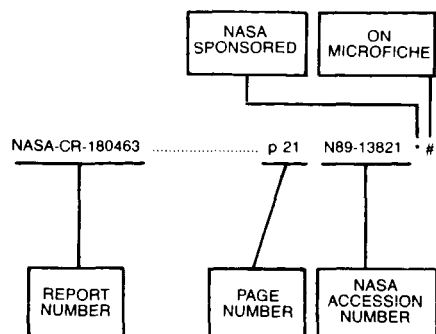 NASA
SPONSORED
ON
MICROFICHE
NASA-CR-180463 .................... p 21 N89-13821 * #
REPORT
NUMBER
PAGE
NUMBER
NASA
ACCESSION
NUMBER